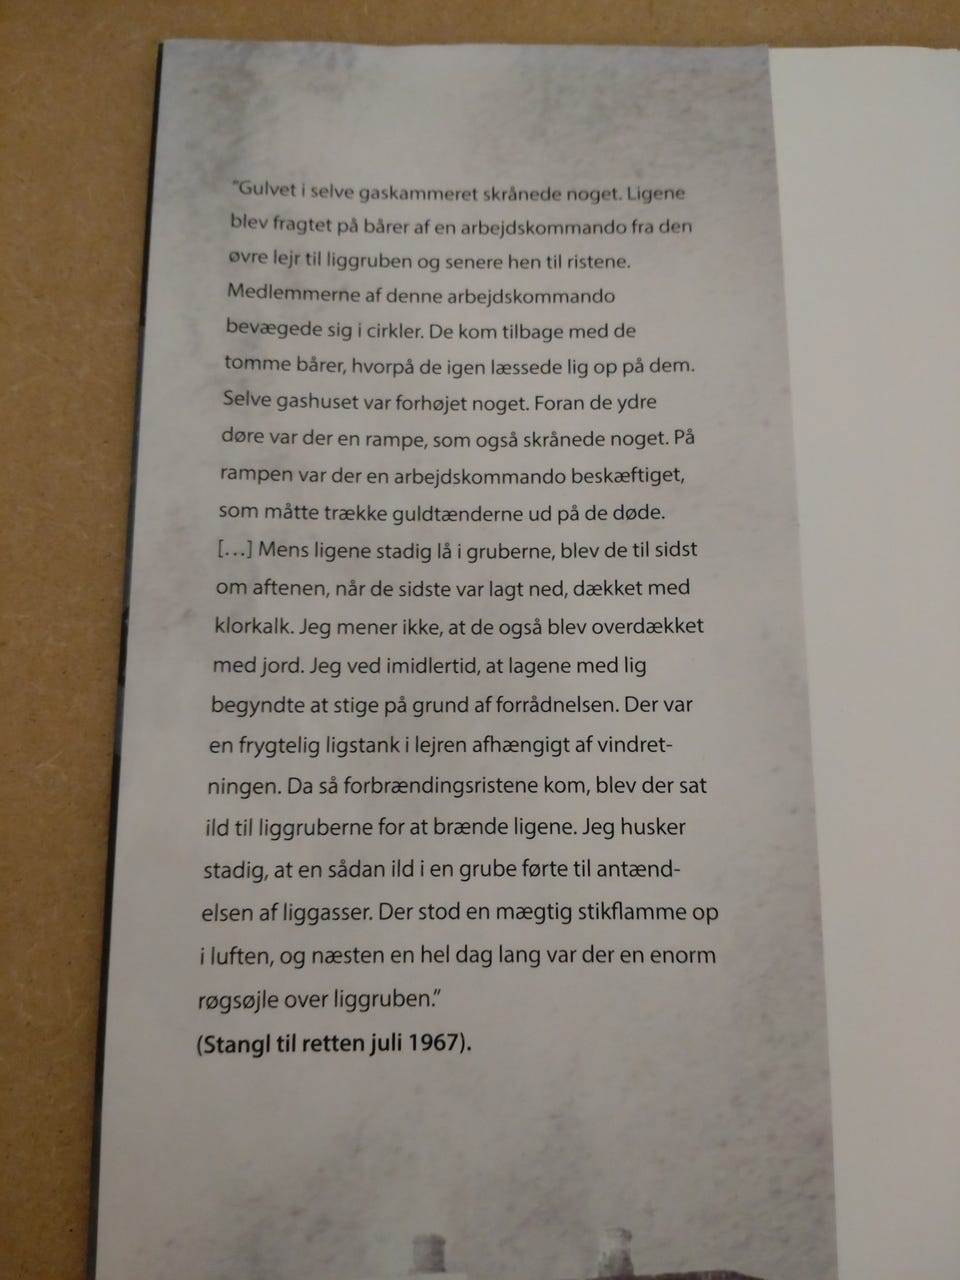 ”Gulvet i selve gaskammeret skrånede noget. Ligene
blev fragtet på bårer af en arbejdskommando fra den
øvre lejr til liggruben og senere hen til ristene.
Medlemmerne af denne arbejdskommando
bevægede sig i cirkler. De kom tilbage med de
tomme bårer, hvorpå de igen læssede lig op på dem.
Selve gashuset var forhøjet noget. Foran de ydre
døre var der en rampe, som også skrånede noget. På
rampen var der en arbejdskommando beskæftiget,
som måtte trække guldtænderne ud på de døde.
[…] Mens ligene stadig lå i gruberne, blev de til sidst
om aftenen, når de sidste var lagt ned, dækket med
klorkalk. Jeg mener ikke, at de også blev overdækket
med jord. Jeg ved imidlertid, at lagene med lig
begyndte at stige på grund af forrådnelsen. Der var
en frygtelig ligstank i lejren afhængigt af vindret-
ningen. Da så forbrændingsristene kom, blev der sat
ild til liggruberne for at brænde ligene. Jeg husker
stadig, at en sådan ild i en grube førte til antænd-
elsen af liggasser. Der stod en mægtig stikflamme op
i luften, og næsten en hel dag lang var der en enorm
røgsøjle over liggruben.”
(Stangl til retten juli 1967).